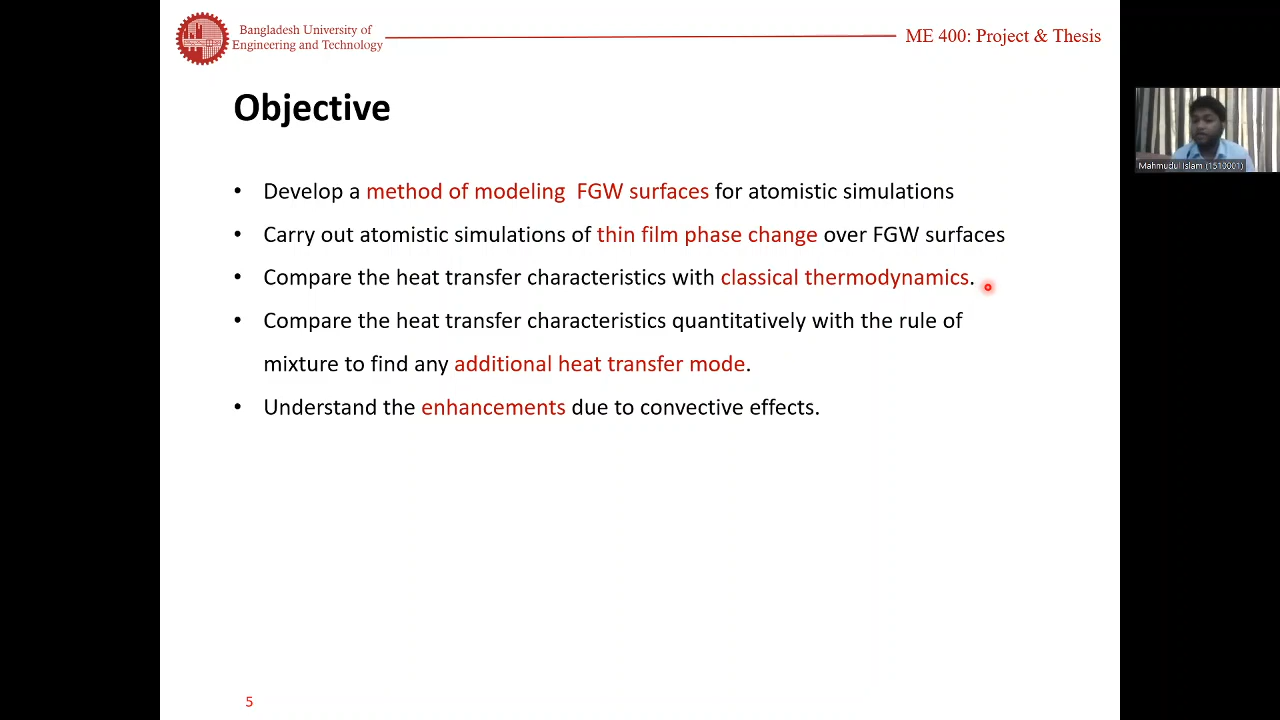 Bangladesh University of
Engineering and Technology
ME 400: Project & Thesis
Objective
• Develop a method of modeling FGW surfaces for atomistic simulations
• Carry out atomistic simulations of thin film phase change over FGW surfaces
• Compare the heat transfer characteristics with classical thermodynamics.
• Compare the heat transfer characteristics quantitatively with the rule of
mixture to find any additional heat transfer mode.
• Understand the enhancements due to convective effects.
Mahmudul Islam (1510001)
5